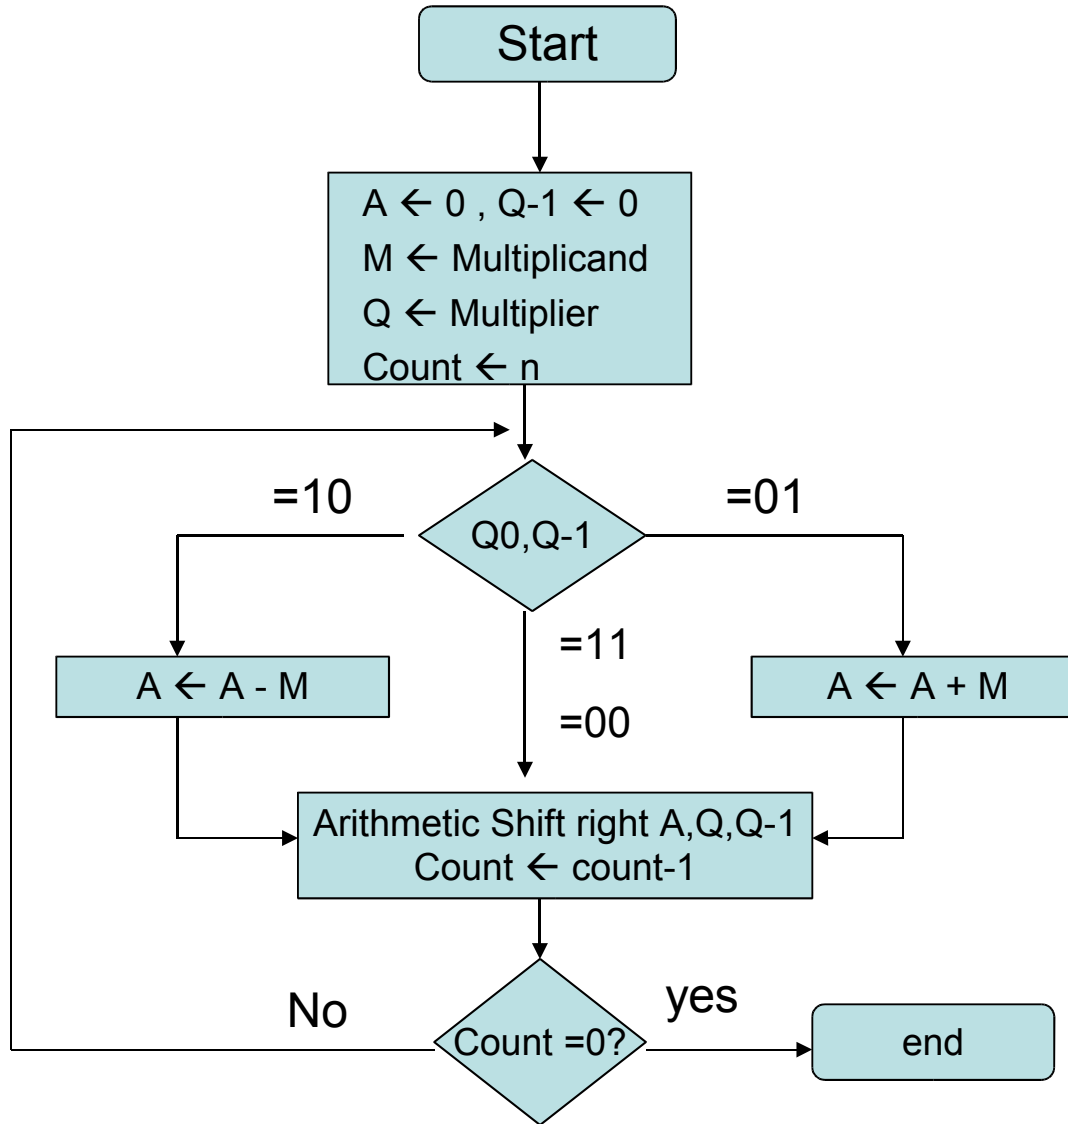 Start
A ← 0 , Q-1 ← 0
M ← Multiplicand
Q ← Multiplier
Count ← n
=10
=01
Q0,Q-1
=11
=00
A ← A - M
A ← A + M
Arithmetic Shift right A,Q,Q-1
Count ← count-1
No
yes
Count =0?
end